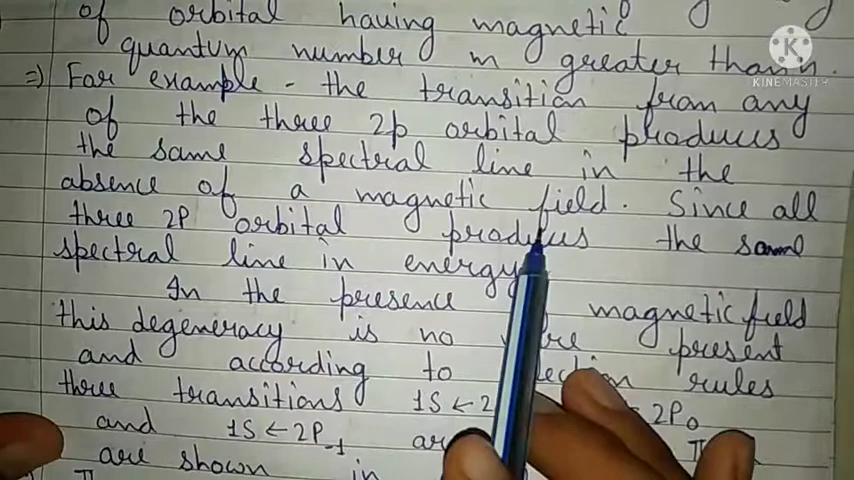 of orbital having magnetic
quantum number m greater than n.
KINEMASTER
=) For example - the transition from any
of the three 2p orbital produces
the same spectral line in the
absence of a magnetic field. Since all
three 2P orbital produces the same
spectral line in energy
In the presence magnetic field
this degeneracy is no present
and according to rules
three transitions 1S ← 2 2P₀
and 1S ← 2P₋₁
are shown in